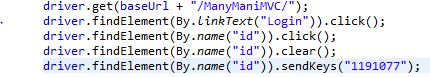 driver.get(baseUrl + "/ManyManiMVC/");
driver.findElement(By.linkText("Login")).click();
driver.findElement(By.name("id")).click();
driver.findElement(By.name("id")).clear();
driver.findElement(By.name("id")).sendKeys("1191077");